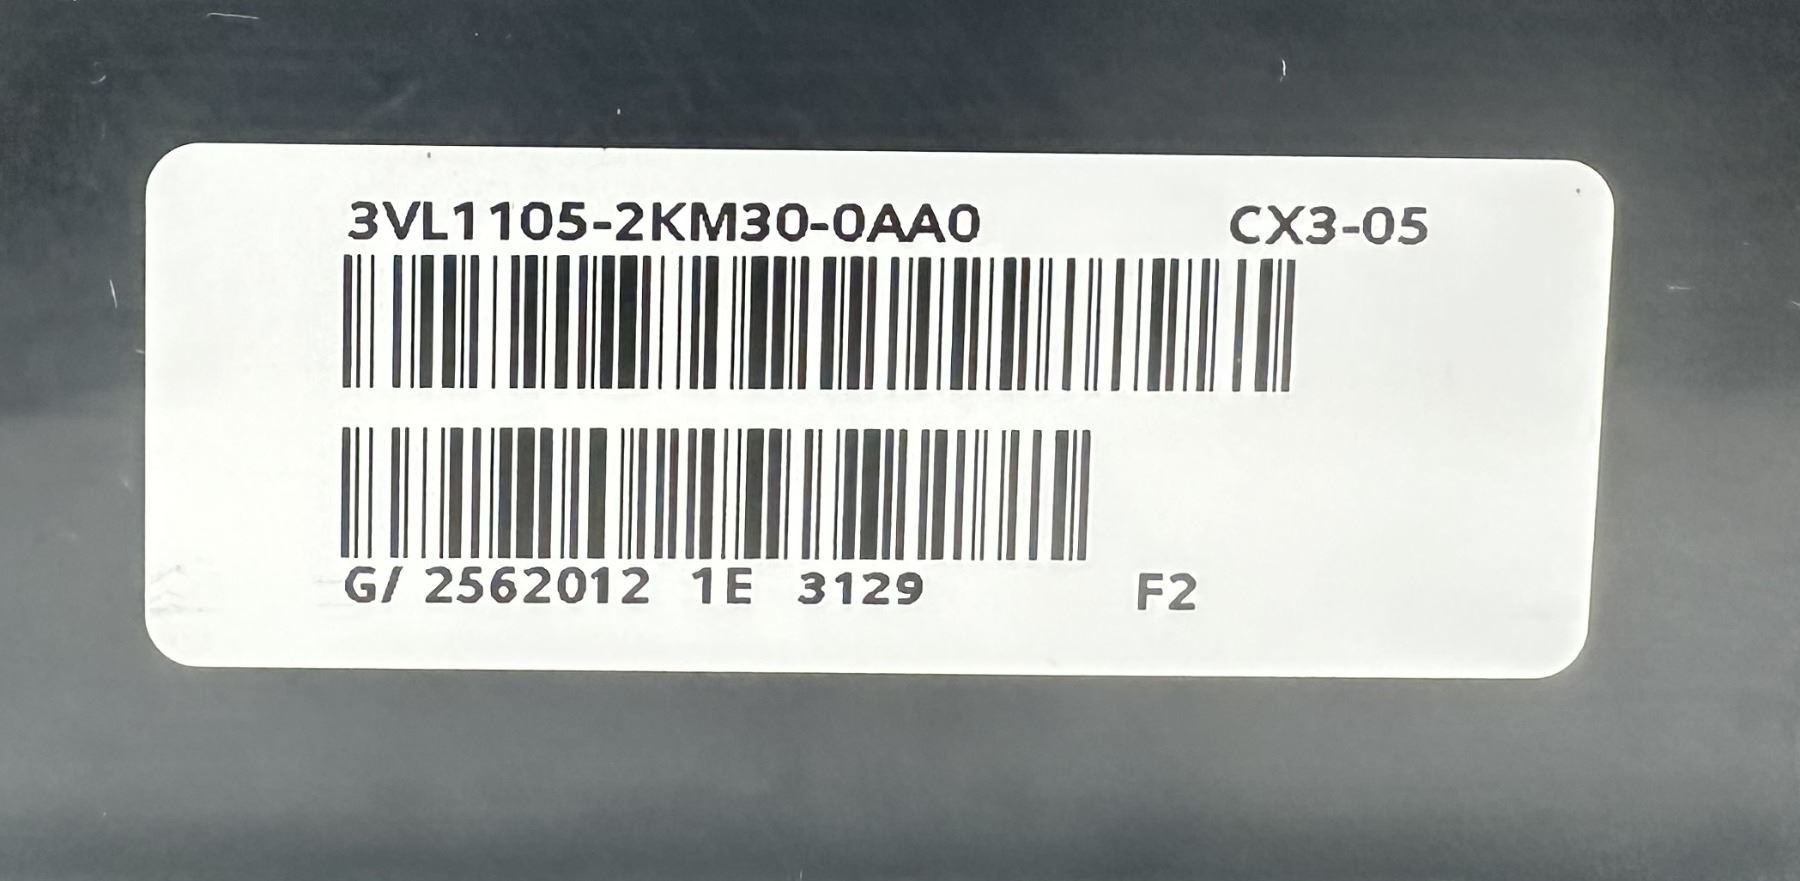 3VL1105-2KM30-0AA0 CX3-05
G/ 2562012 1E 3129 F2